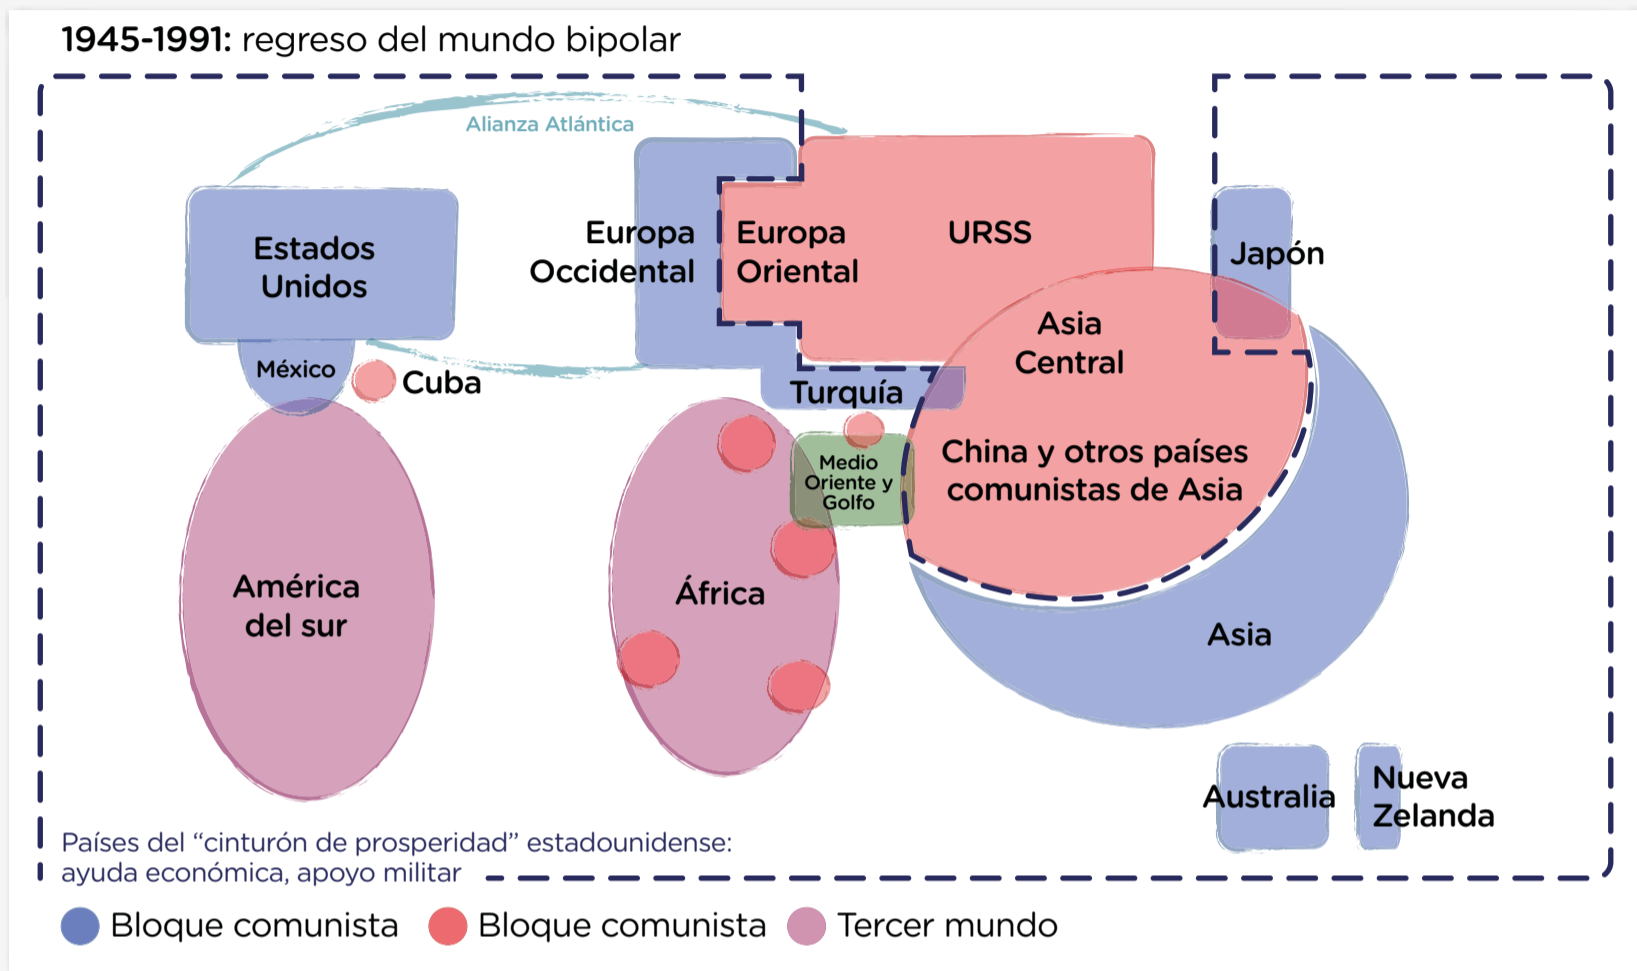 1945-1991: regreso del mundo bipolar
Alianza Atlántica
Estados
Unidos
Europa
Occidental
Europa
Oriental
URSS
Japón
México
Cuba
Turquía
Asia
Central
Medio
Oriente y
Golfo
China y otros países
comunistas de Asia
América
del sur
África
Asia
Australia
Nueva
Zelanda
Países del “cinturón de prosperidad” estadounidense:
ayuda económica, apoyo militar
Bloque comunista
Bloque comunista
Tercer mundo